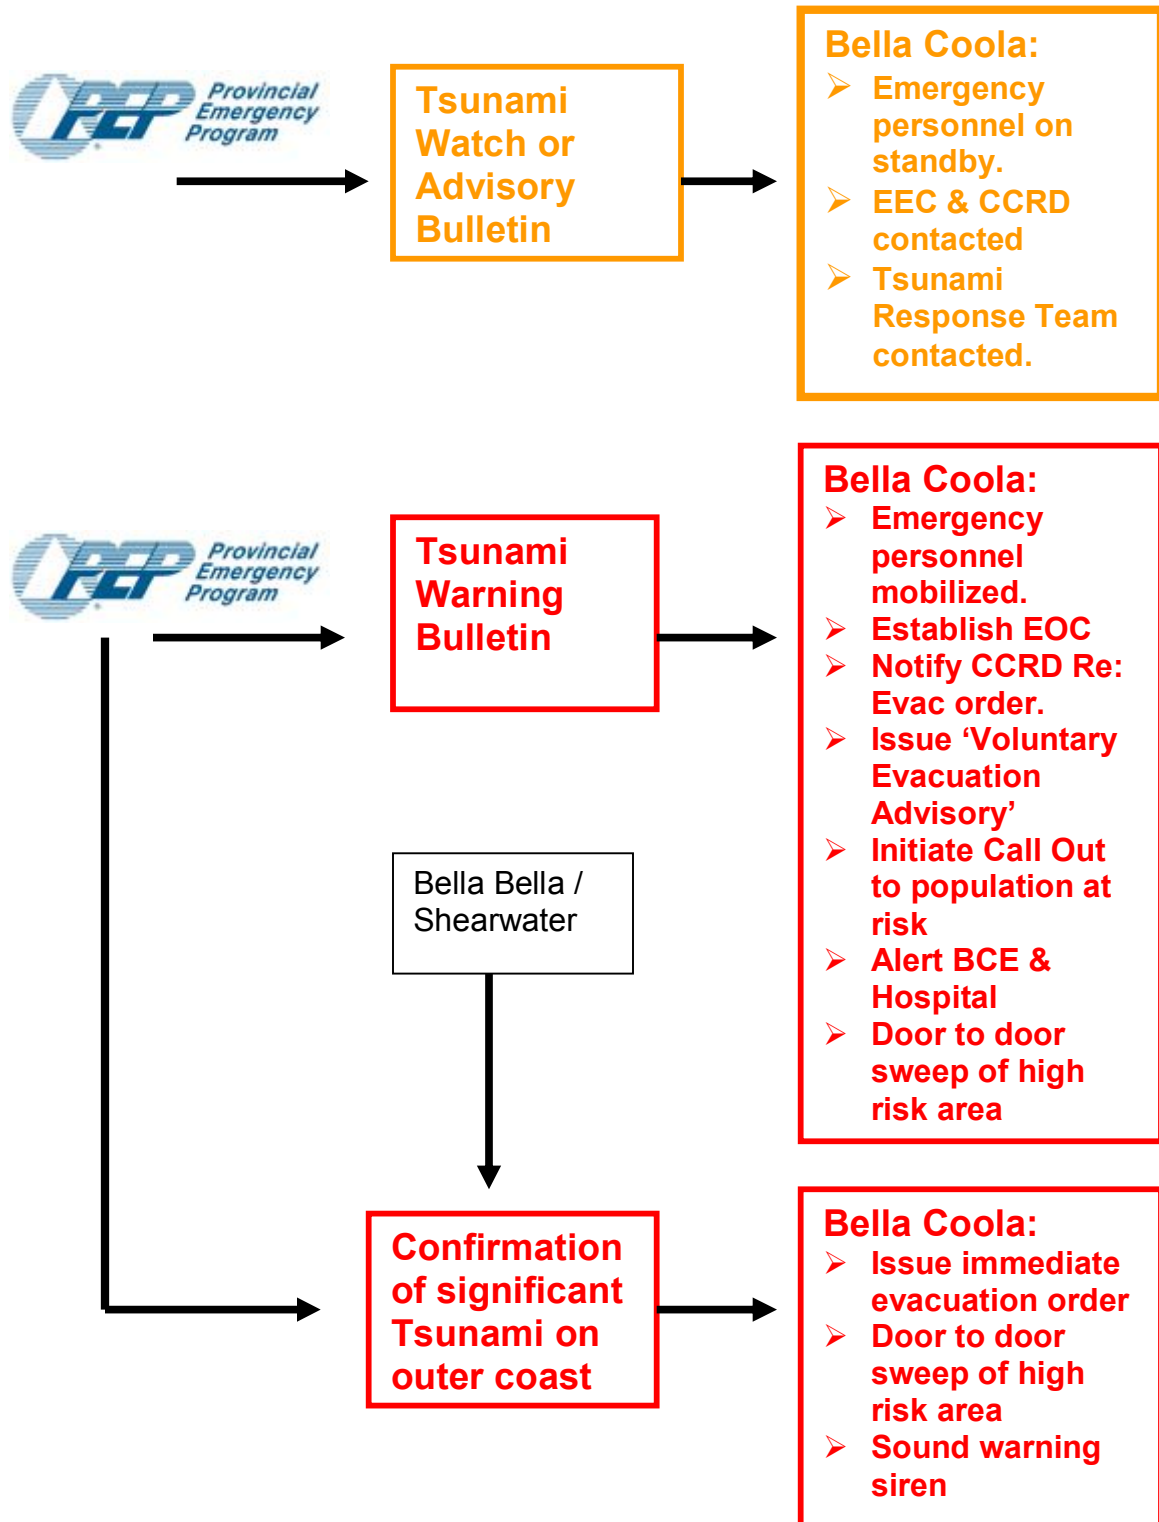 PEP Provincial
Emergency
Program
Tsunami
Watch or
Advisory
Bulletin
Bella Coola:
➢ Emergency
personnel on
standby.
➢ EEC & CCRD
contacted
➢ Tsunami
Response Team
contacted.
PEP Provincial
Emergency
Program
Tsunami
Warning
Bulletin
Bella Coola:
➢ Emergency
personnel
mobilized.
➢ Establish EOC
➢ Notify CCRD Re:
Evac order.
➢ Issue ‘Voluntary
Evacuation
Advisory’
➢ Initiate Call Out
to population at
risk
➢ Alert BCE &
Hospital
➢ Door to door
sweep of high
risk area
Bella Bella /
Shearwater
Confirmation
of significant
Tsunami on
outer coast
Bella Coola:
➢ Issue immediate
evacuation order
➢ Door to door
sweep of high
risk area
➢ Sound warning
siren